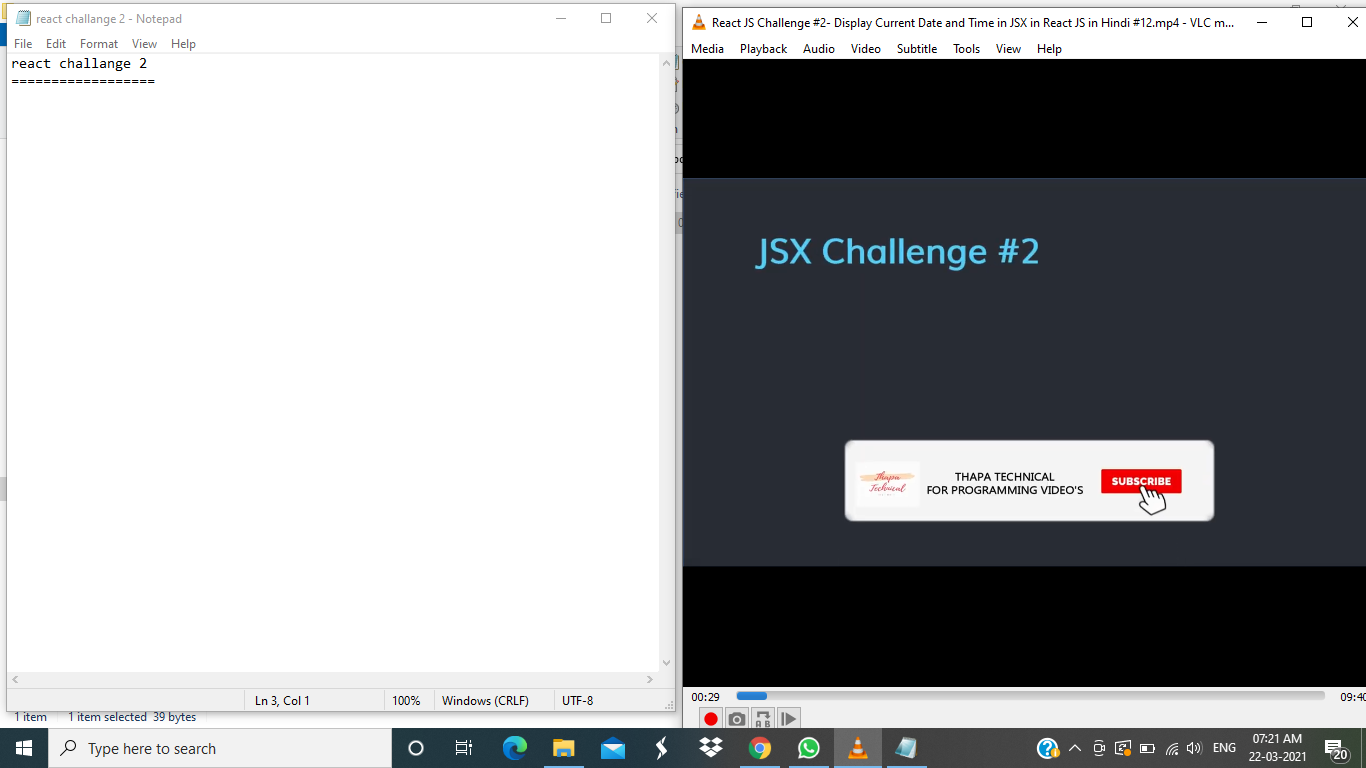 react challange 2 - Notepad
File Edit Format View Help
react challange 2
==================
Ln 3, Col 1 100% Windows (CRLF) UTF-8
1 item 1 item selected 39 bytes
React JS Challenge #2- Display Current Date and Time in JSX in React JS in Hindi #12.mp4 - VLC m...
Media Playback Audio Video Subtitle Tools View Help
JSX Challenge #2
Thapa
Technical
THAPA TECHNICAL
FOR PROGRAMMING VIDEO'S
SUBSCRIBE
00:29 09:40
A B
Type here to search
ENG
07:21 AM
22-03-2021
20